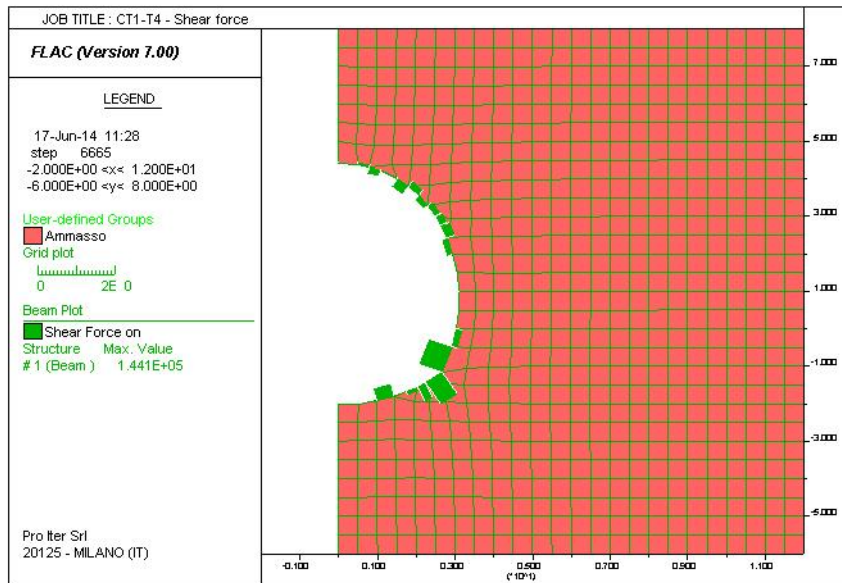 JOB TITLE : CT1-T4 - Shear force
FLAC (Version 7.00)
LEGEND
17-Jun-14 11:28
step 6665
-2.000E+00 <x< 1.200E+01
-6.000E+00 <y< 8.000E+00
User-defined Groups
Ammasso
Grid plot
0 2E 0
Beam Plot
Shear Force on
Structure Max. Value
# 1 (Beam ) 1.441E+05
Pro Iter Srl
20125 - MILANO (IT)
7.000
5.000
3.000
1.000
-1.000
-3.000
-5.000
-0.100 0.100 0.300 0.500 0.700 0.900 1.100
(*10^1)